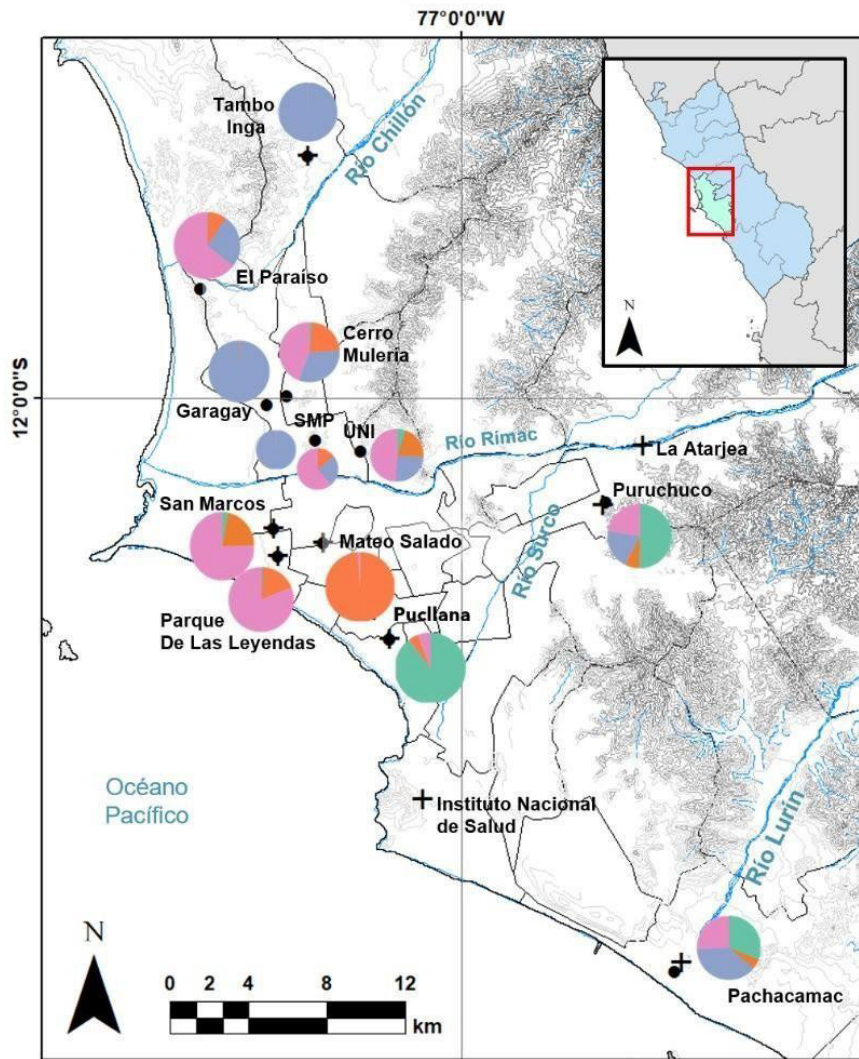 77°0'0"W
Tambo
Inga
Río Chillón
El Paraíso
Cerro
Muleria
12°0'0"S
Garagay
SMP
UNI
Río Rímac
La Atarjea
San Marcos
Puruchuco
Mateo Salado
Río Surco
Parque
De Las Leyendas
Pucllana
Océano
Pacífico
Instituto Nacional
de Salud
Río Lurín
N
N
0 2 4 8 12
km
Pachacamac